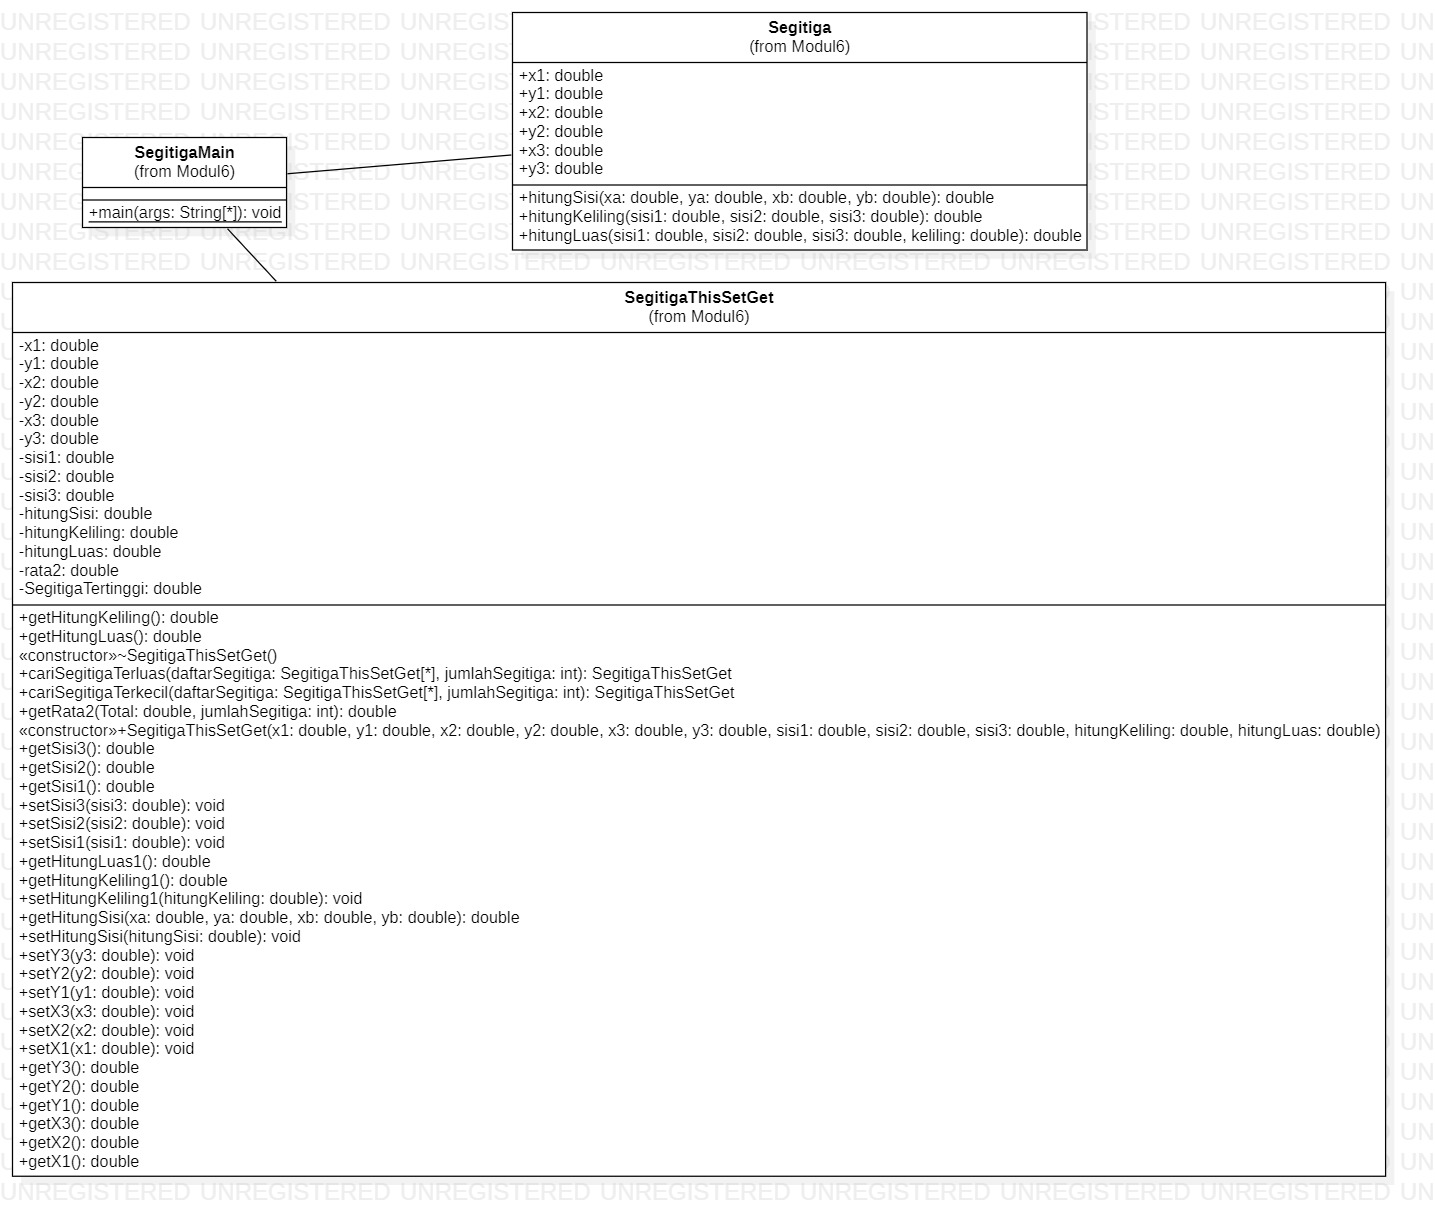 Segitiga
(from Modul6)
+x1: double
+y1: double
+x2: double
+y2: double
+x3: double
+y3: double
+hitungSisi(xa: double, ya: double, xb: double, yb: double): double
+hitungKeliling(sisi1: double, sisi2: double, sisi3: double): double
+hitungLuas(sisi1: double, sisi2: double, sisi3: double, keliling: double): double
SegitigaMain
(from Modul6)
+main(args: String[*]): void
SegitigaThisSetGet
(from Modul6)
-x1: double
-y1: double
-x2: double
-y2: double
-x3: double
-y3: double
-sisi1: double
-sisi2: double
-sisi3: double
-hitungSisi: double
-hitungKeliling: double
-hitungLuas: double
-rata2: double
-SegitigaTertinggi: double
+getHitungKeliling(): double
+getHitungLuas(): double
«constructor»~SegitigaThisSetGet()
+cariSegitigaTerluas(daftarSegitiga: SegitigaThisSetGet[*], jumlahSegitiga: int): SegitigaThisSetGet
+cariSegitigaTerkecil(daftarSegitiga: SegitigaThisSetGet[*], jumlahSegitiga: int): SegitigaThisSetGet
+getRata2(Total: double, jumlahSegitiga: int): double
«constructor»+SegitigaThisSetGet(x1: double, y1: double, x2: double, y2: double, x3: double, y3: double, sisi1: double, sisi2: double, sisi3: double, hitungKeliling: double, hitungLuas: double)
+getSisi3(): double
+getSisi2(): double
+getSisi1(): double
+setSisi3(sisi3: double): void
+setSisi2(sisi2: double): void
+setSisi1(sisi1: double): void
+getHitungLuas1(): double
+getHitungKeliling1(): double
+setHitungKeliling1(hitungKeliling: double): void
+getHitungSisi(xa: double, ya: double, xb: double, yb: double): double
+setHitungSisi(hitungSisi: double): void
+setY3(y3: double): void
+setY2(y2: double): void
+setY1(y1: double): void
+setX3(x3: double): void
+setX2(x2: double): void
+setX1(x1: double): void
+getY3(): double
+getY2(): double
+getY1(): double
+getX3(): double
+getX2(): double
+getX1(): double
UNREGISTERED UNREGISTERED UNREGISTERED UNREGISTERED UNREGISTERED UNREGISTERED UNREGISTERED UN